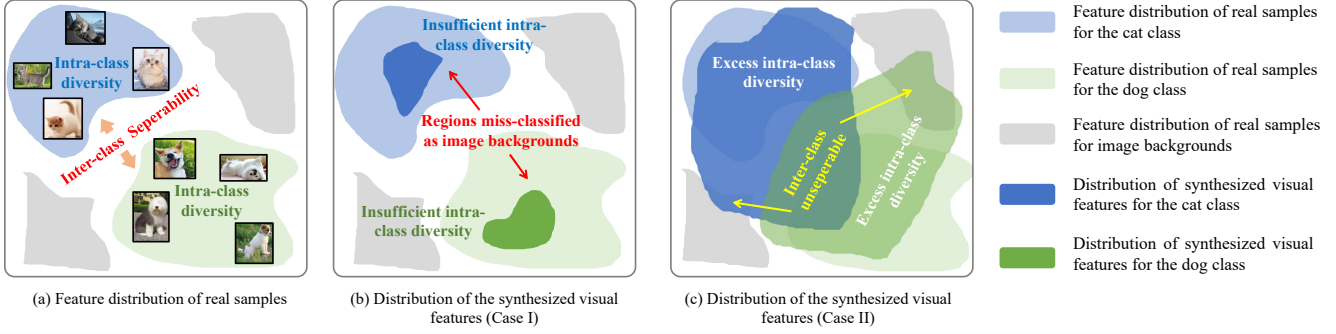 Intra-class
diversity
Inter-class Seperability
Intra-class
diversity
(a) Feature distribution of real samples
Insufficient intra-
class diversity
Regions miss-classified
as image backgrounds
Insufficient intra-
class diversity
(b) Distribution of the synthesized visual
features (Case I)
Excess intra-class
diversity
Inter-class
unseperable
Excess intra-class
diversity
(c) Distribution of the synthesized visual
features (Case II)
Feature distribution of real samples
for the cat class
Feature distribution of real samples
for the dog class
Feature distribution of real samples
for image backgrounds
Distribution of synthesized visual
features for the cat class
Distribution of synthesized visual
features for the dog class